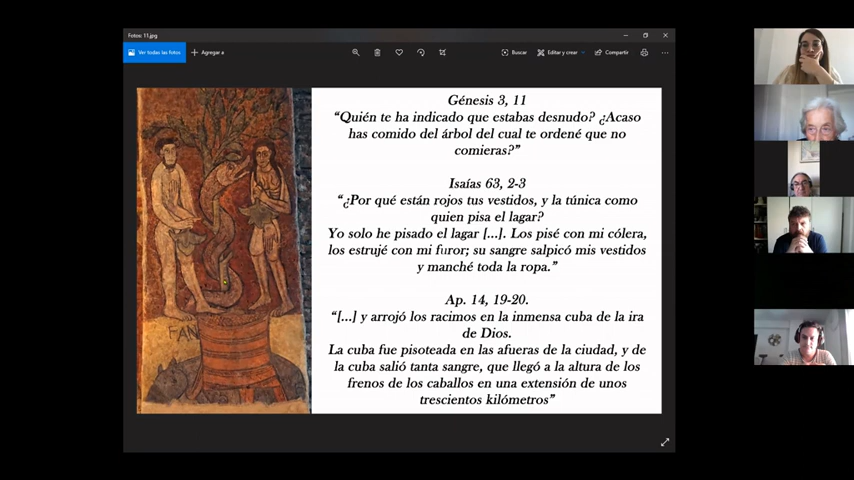 Fotos: 11.jpg
Ver todas las fotos
Agregar a
Buscar
Editar y crear
Compartir
Génesis 3, 11
“Quién te ha indicado que estabas desnudo? ¿Acaso
has comido del árbol del cual te ordené que no
comieras?”
Isaías 63, 2-3
“¿Por qué están rojos tus vestidos, y la túnica como
quien pisa el lagar?
Yo solo he pisado el lagar [...]. Los pisé con mi cólera,
los estrujé con mi furor; su sangre salpicó mis vestidos
y manché toda la ropa.”
Ap. 14, 19-20.
“[...] y arrojó los racimos en la inmensa cuba de la ira
de Dios.
La cuba fue pisoteada en las afueras de la ciudad, y de
la cuba salió tanta sangre, que llegó a la altura de los
frenos de los caballos en una extensión de unos
trescientos kilómetros”
FAN